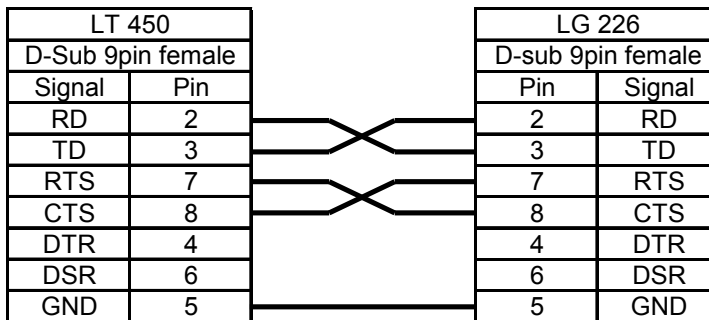 LT 450 LG 226
D-Sub 9pin female D-sub 9pin female
Signal Pin Pin Signal
RD 2 2 RD
TD 3 3 TD
RTS 7 7 RTS
CTS 8 8 CTS
DTR 4 4 DTR
DSR 6 6 DSR
GND 5 5 GND